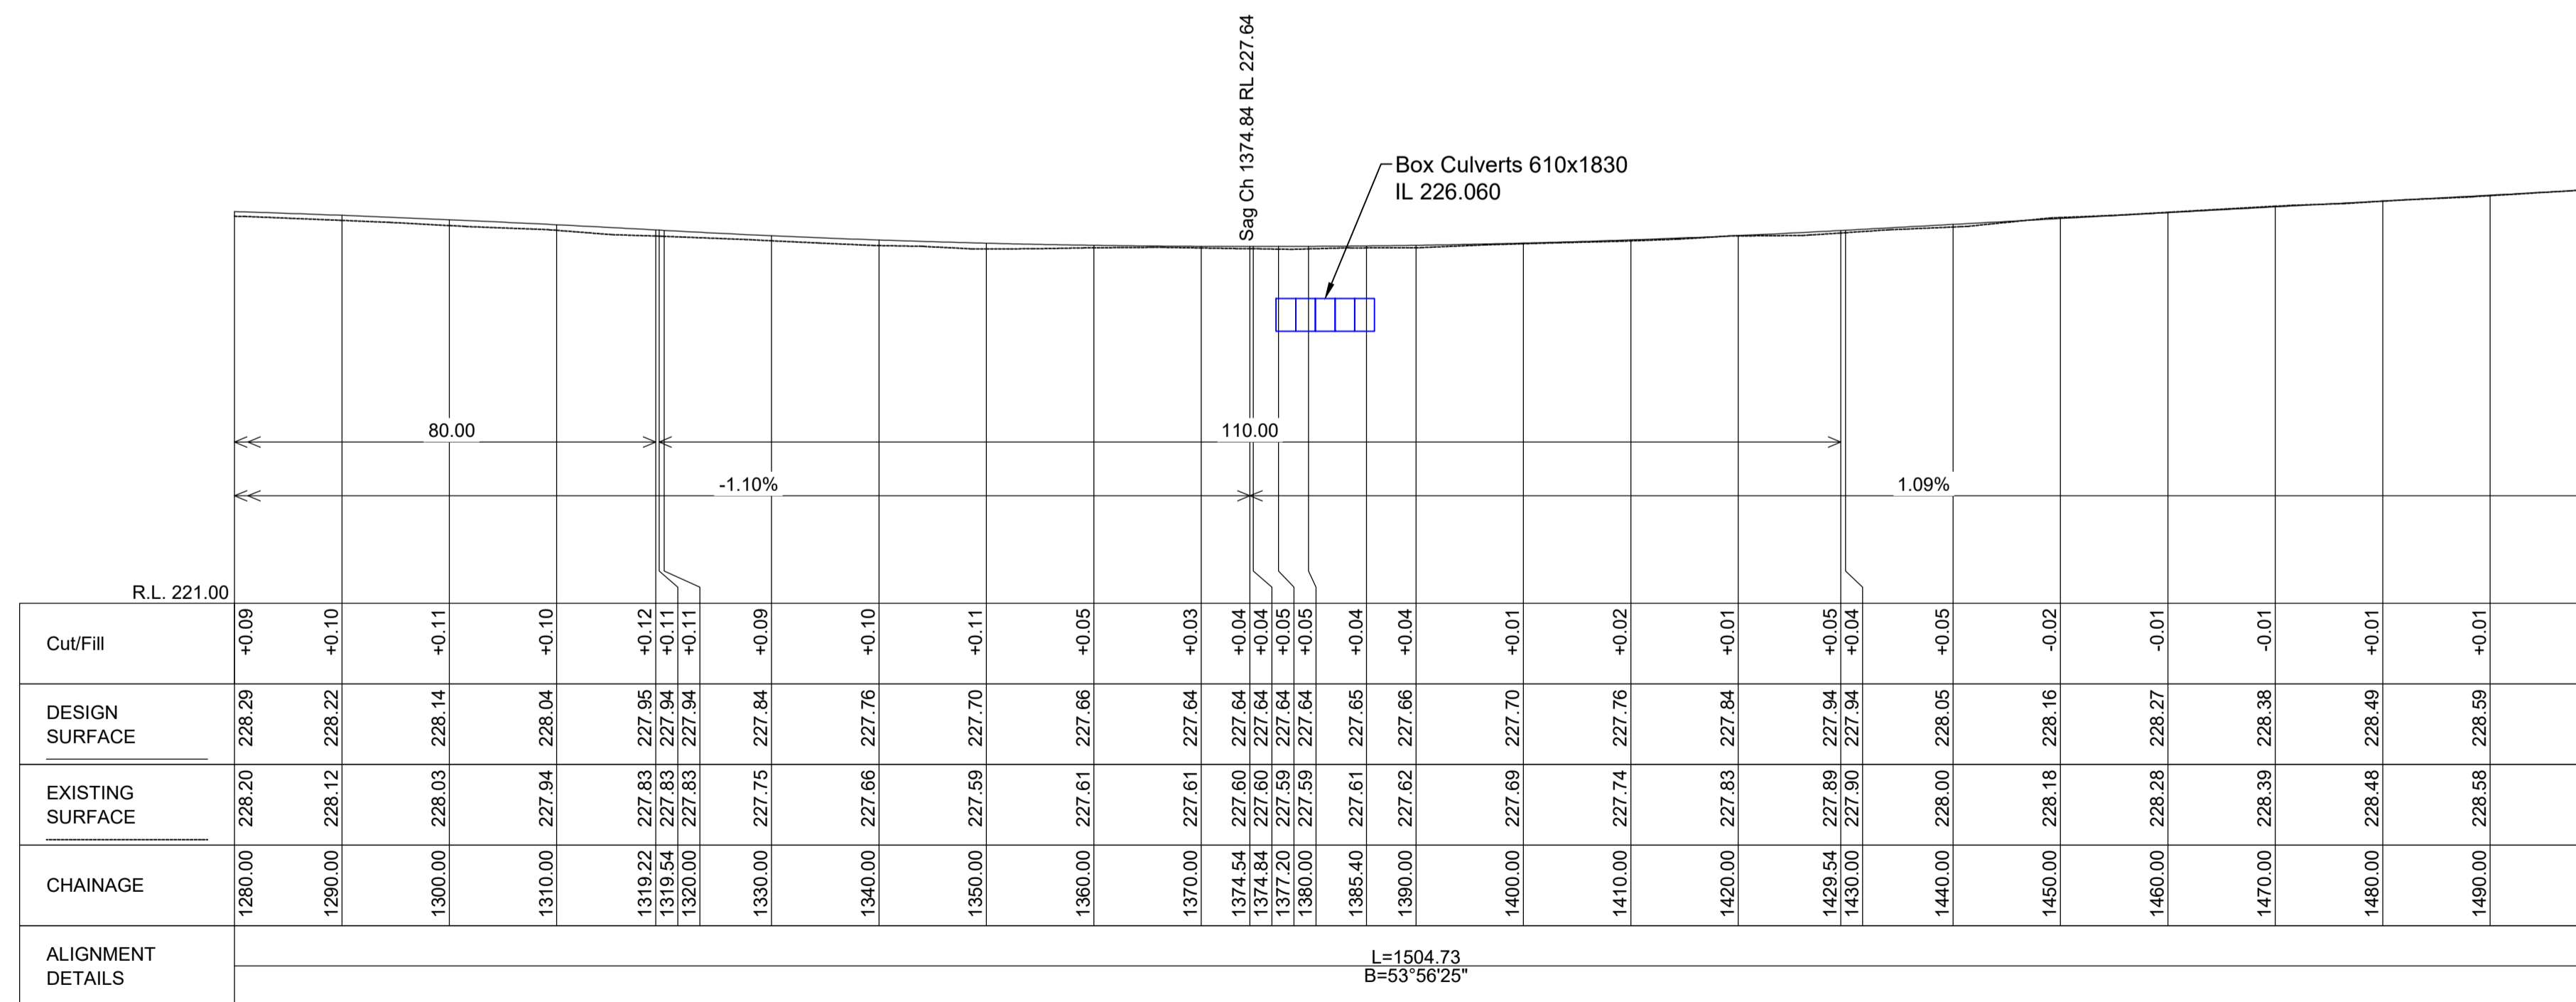 Sag Ch 1374.84 RL 227.64
Box Culverts 610x1830
IL 226.060
80.00
110.00
-1.10%
1.09%
R.L. 221.00
Cut/Fill
+0.09 +0.10 +0.11 +0.10 +0.12 +0.11 +0.11 +0.09 +0.10 +0.11 +0.05 +0.03 +0.04 +0.04 +0.05 +0.05 +0.04 +0.04 +0.01 +0.02 +0.01 +0.05 +0.04 +0.05 -0.02 -0.01 -0.01 +0.01 +0.01
DESIGN
SURFACE
228.29 228.22 228.14 228.04 227.95 227.94 227.94 227.84 227.76 227.70 227.66 227.64 227.64 227.64 227.64 227.64 227.65 227.66 227.70 227.76 227.84 227.94 227.94 228.05 228.16 228.27 228.38 228.49 228.59
EXISTING
SURFACE
228.20 228.12 228.03 227.94 227.83 227.83 227.83 227.75 227.66 227.59 227.61 227.61 227.60 227.60 227.59 227.59 227.61 227.62 227.69 227.74 227.83 227.89 227.90 228.00 228.18 228.28 228.39 228.48 228.58
CHAINAGE
1280.00 1290.00 1300.00 1310.00 1319.22 1319.54 1320.00 1330.00 1340.00 1350.00 1360.00 1370.00 1374.54 1374.84 1377.20 1380.00 1385.40 1390.00 1400.00 1410.00 1420.00 1429.54 1430.00 1440.00 1450.00 1460.00 1470.00 1480.00 1490.00
ALIGNMENT
DETAILS
L=1504.73
B=53°56'25"